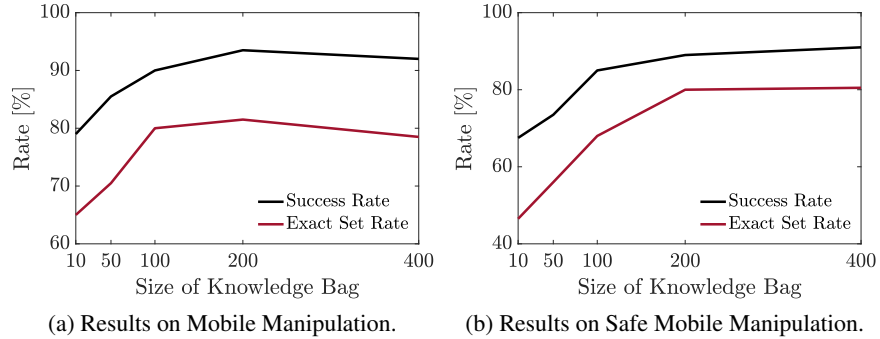 100
90
80
70
60
Rate [%]
Success Rate
Exact Set Rate
10 50 100 200 400
Size of Knowledge Bag
(a) Results on Mobile Manipulation.
100
80
60
40
Rate [%]
Success Rate
Exact Set Rate
10 50 100 200 400
Size of Knowledge Bag
(b) Results on Safe Mobile Manipulation.